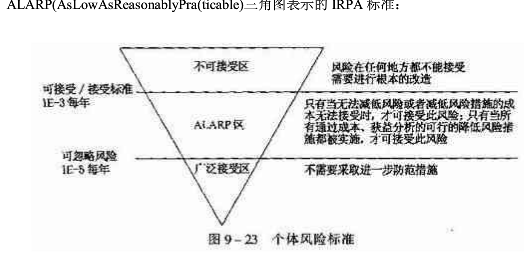 ALARP(AsLowAsReasonablyPra(ticable)三角图表示的 IRPA 标准：
不可接受区
风险在任何地方都不能接受
需要进行根本的改造
可接受／接受标准
1E-3每年
只有当无法减低风险或者减低风险措施的成
本无法接受时，才可接受此风险；只有当所
有通过成本、获益分析的可行的降低风险措
施都被实施，才可接受此风险
ALARP区
可忽略风险
1E-5每年
广泛接受区
不需要采取进一步防范措施
图9-23 个体风险标准